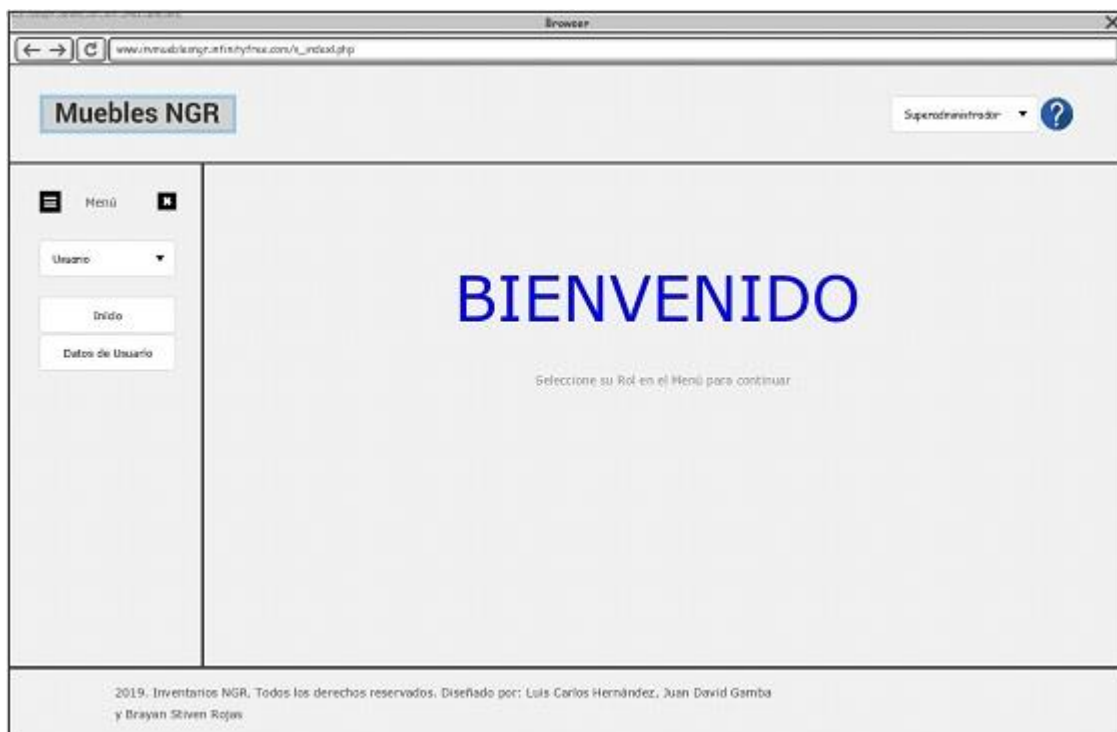 Browser
Muebles NGR
Superadministrador
Menú
Usuario
Inicio
Datos de Usuario
BIENVENIDO
Seleccione su Rol en el Menú para continuar
2019. Inventarios NGR. Todos los derechos reservados. Diseñado por: Luis Carlos Hernández, Juan David Gamba
y Brayan Stiven Rojas